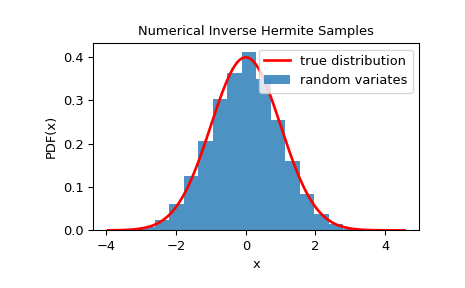 Numerical Inverse Hermite Samples
true distribution
random variates
PDF(x)
0.4
0.3
0.2
0.1
0.0
−4 −2 0 2 4
x